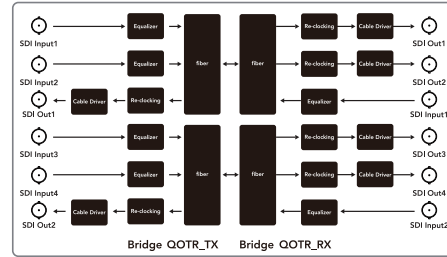 Equalizer Re-clocking Cable Driver
SDI Input1 SDI Out1
Equalizer fiber fiber Re-clocking Cable Driver
SDI Input2 SDI Out2
Cable Driver Re-clocking Equalizer
SDI Out1 SDI Input1
Equalizer Re-clocking Cable Driver
SDI Input3 SDI Out3
Equalizer fiber fiber Re-clocking Cable Driver
SDI Input4 SDI Out4
Cable Driver Re-clocking Equalizer
SDI Out2 SDI Input2
Bridge QOTR_TX Bridge QOTR_RX